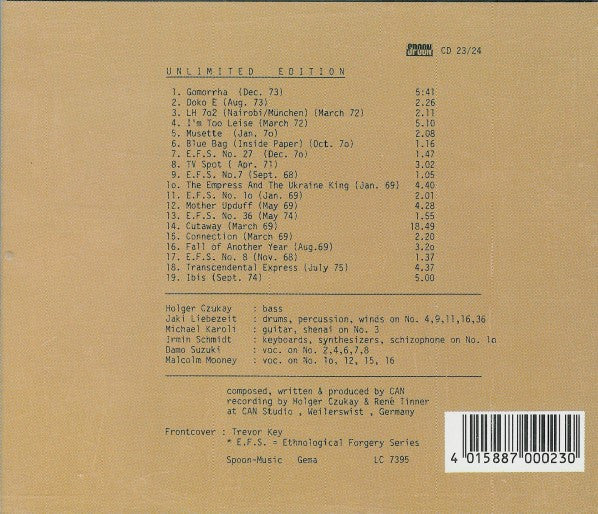 SPOON CD 23/24
UNLIMITED EDITION
1. Gomorrha (Dec. 73) 5:41
2. Doko E (Aug. 73) 2.26
3. LH 7o2 (Nairobi/München) (March 72) 2.11
4. I'm Too Leise (March 72) 5.10
5. Musette (Jan. 7o) 2.08
6. Blue Bag (Inside Paper) (Oct. 7o) 1.16
7. E.F.S. No. 27 (Dec. 7o) 1.47
8. TV Spot ( Apr. 71) 3.02
9. E.F.S. No.7 (Sept. 68) 1.05
1o. The Empress And The Ukraine King (Jan. 69) 4.40
11. E.F.S. No. 1o (Jan. 69) 2.01
12. Mother Upduff (May 69) 4.28
13. E.F.S. No. 36 (May 74) 1.55
14. Cutaway (March 69) 18.49
15. Connection (March 69) 2.20
16. Fall of Another Year (Aug.69) 3.2o
17. E.F.S. No. 8 (Nov. 68) 1.37
18. Transcendental Express (July 75) 4.37
19. Ibis (Sept. 74) 5.00
Holger Czukay : bass
Jaki Liebezeit : drums, percussion, winds on No. 4,9,11,16,36
Michael Karoli : guitar, shenai on No. 3
Irmin Schmidt : keyboards, synthesizers, schizophone on No. 1o
Damo Suzuki : voc. on No. 2,4,6,7,8
Malcolm Mooney : voc. on No. 1o, 12, 15, 16
composed, written & produced by CAN
recording by Holger Czukay & René Tinner
at CAN Studio , Weilerswist , Germany
Frontcover : Trevor Key
* E.F.S. = Ethnological Forgery Series
Spoon-Music Gema LC 7395
4 015887 000230